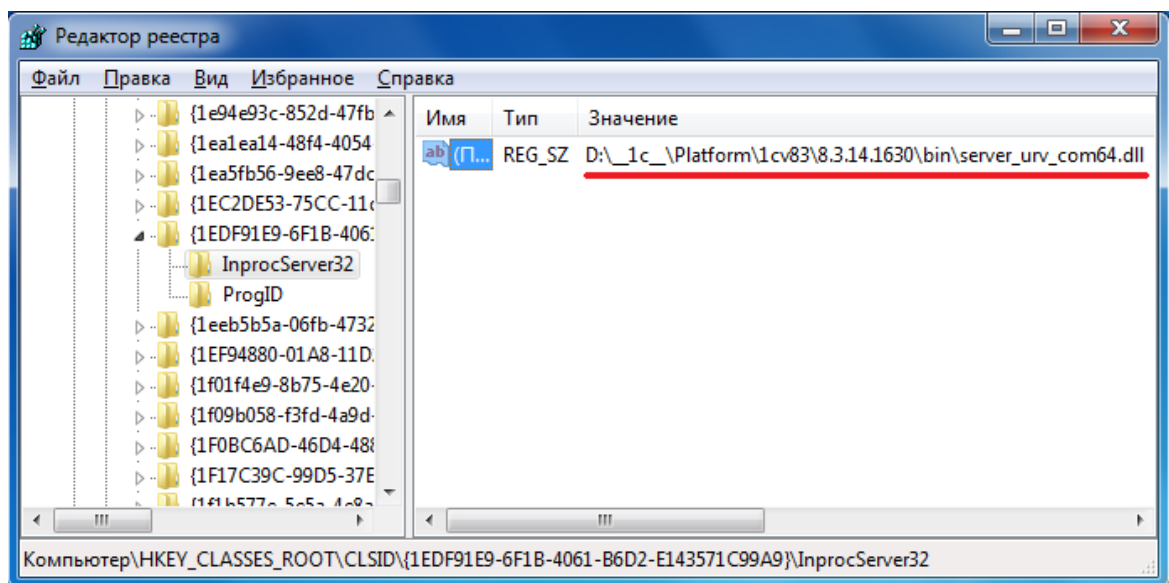 Редактор реестра
Файл Правка Вид Избранное Справка
{1e94e93c-852d-47fb
{1ea1ea14-48f4-4054
{1ea5fb56-9ee8-47dc
{1EC2DE53-75CC-11c
{1EDF91E9-6F1B-4061
InprocServer32
ProgID
{1eeb5b5a-06fb-4732
{1EF94880-01A8-11D
{1f01f4e9-8b75-4e20-
{1f09b058-f3fd-4a9d-
{1F0BC6AD-46D4-488
{1F17C39C-99D5-37E
Имя Тип Значение
ab (П... REG_SZ D:\__1c__\Platform\1cv83\8.3.14.1630\bin\server_urv_com64.dll
Компьютер\HKEY_CLASSES_ROOT\CLSID\{1EDF91E9-6F1B-4061-B6D2-E143571C99A9}\InprocServer32